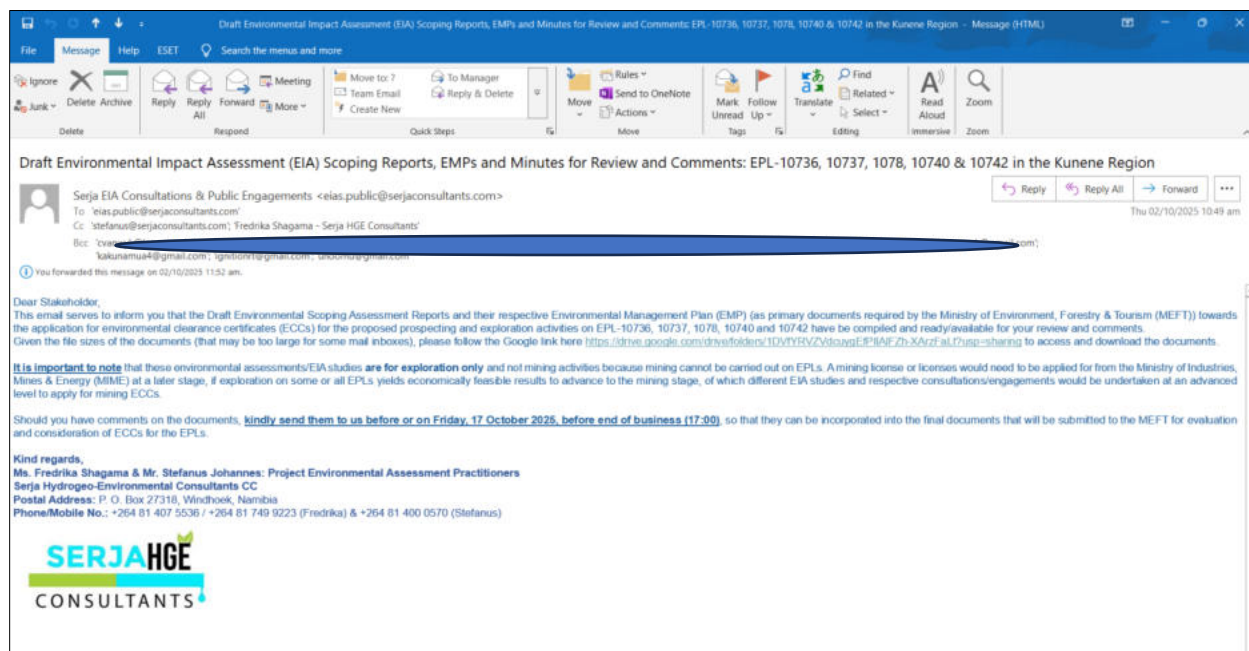 Draft Environmental Impact Assessment (EIA) Scoping Reports, EMPs and Minutes for Review and Comments: EPL-10736, 10737, 1078, 10740 & 10742 in the Kunene Region - Message (HTML)
File Message Help ESET Search the menus and more
Ignore
Junk
Delete Archive
Reply Reply All Forward
Meeting
More
Move to: ? To Manager
Team Email Reply & Delete
Create New
Move
Rules
Send to OneNote
Actions
Mark Unread Follow Up
Translate
Find
Related
Select
Read Aloud
Zoom
Delete Respond Quick Steps Move Tags Editing Immersive Zoom
Draft Environmental Impact Assessment (EIA) Scoping Reports, EMPs and Minutes for Review and Comments: EPL-10736, 10737, 1078, 10740 & 10742 in the Kunene Region
Serja EIA Consultations & Public Engagements <eias.public@serjaconsultants.com>
Reply Reply All Forward
To 'eias.public@serjaconsultants.com'
Thu 02/10/2025 10:49 am
Cc 'stefanus@serjaconsultants.com'; 'Fredrika Shagama - Serja HGE Consultants'
Bcc
'kakunamua4@gmail.com';
You forwarded this message on 02/10/2025 11:52 am.
Dear Stakeholder,
This email serves to inform you that the Draft Environmental Scoping Assessment Reports and their respective Environmental Management Plan (EMP) (as primary documents required by the Ministry of Environment, Forestry & Tourism (MEFT)) towards
the application for environmental clearance certificates (ECCs) for the proposed prospecting and exploration activities on EPL-10736, 10737, 1078, 10740 and 10742 have be compiled and ready/available for your review and comments.
Given the file sizes of the documents (that may be too large for some mail inboxes), please follow the Google link here to access and download the documents.
It is important to note that these environmental assessments/EIA studies are for exploration only and not mining activities because mining cannot be carried out on EPLs. A mining license or licenses would need to be applied for from the Ministry of Industries,
Mines & Energy (MIME) at a later stage, if exploration on some or all EPLs yields economically feasible results to advance to the mining stage, of which different EIA studies and respective consultations/engagements would be undertaken at an advanced
level to apply for mining ECCs.
Should you have comments on the documents, kindly send them to us before or on Friday, 17 October 2025, before end of business (17:00), so that they can be incorporated into the final documents that will be submitted to the MEFT for evaluation
and consideration of ECCs for the EPLs.
Kind regards,
Ms. Fredrika Shagama & Mr. Stefanus Johannes: Project Environmental Assessment Practitioners
Serja Hydrogeo-Environmental Consultants CC
Postal Address: P. O. Box 27318, Windhoek, Namibia
Phone/Mobile No.: +264 81 407 5536 / +264 81 749 9223 (Fredrika) & +264 81 400 0570 (Stefanus)
SERJAHGE
CONSULTANTS